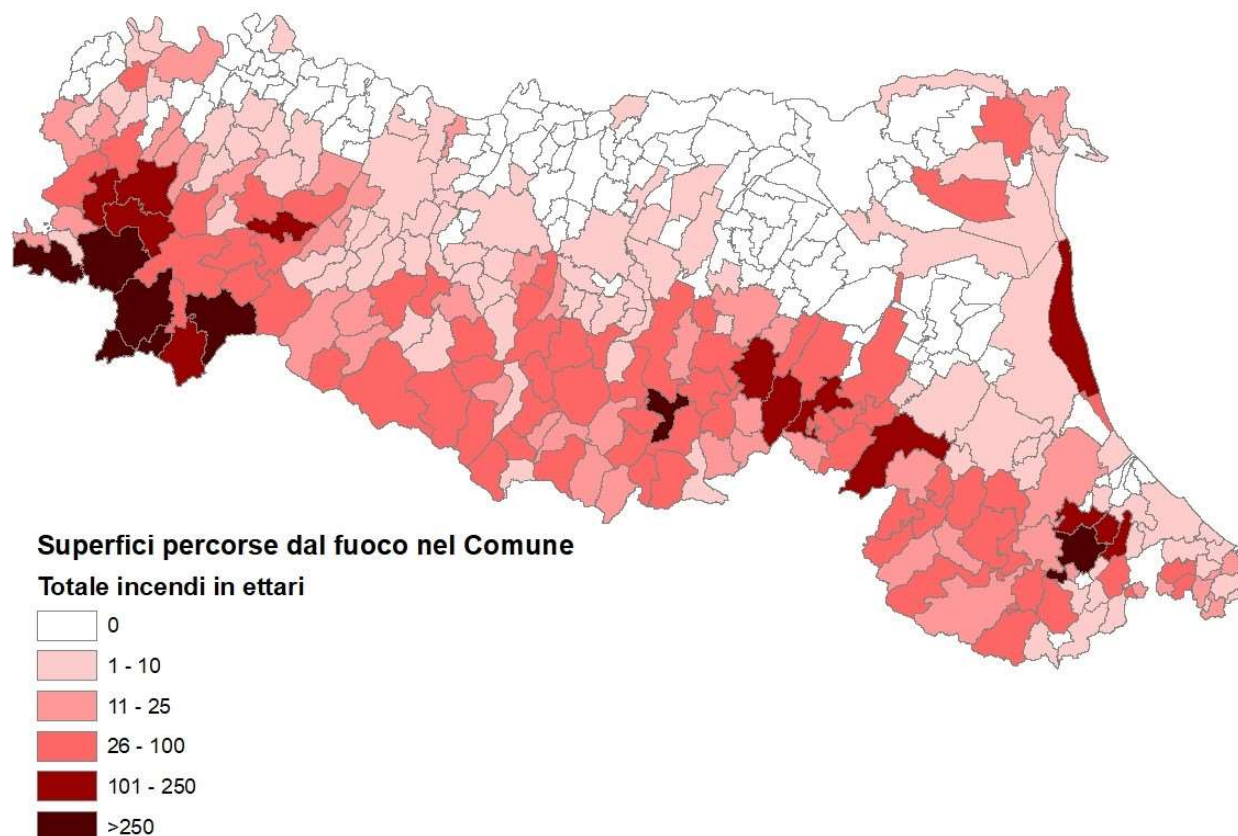 Superfici percorse dal fuoco nel Comune
Totale incendi in ettari
0
1 - 10
11 - 25
26 - 100
101 - 250
>250